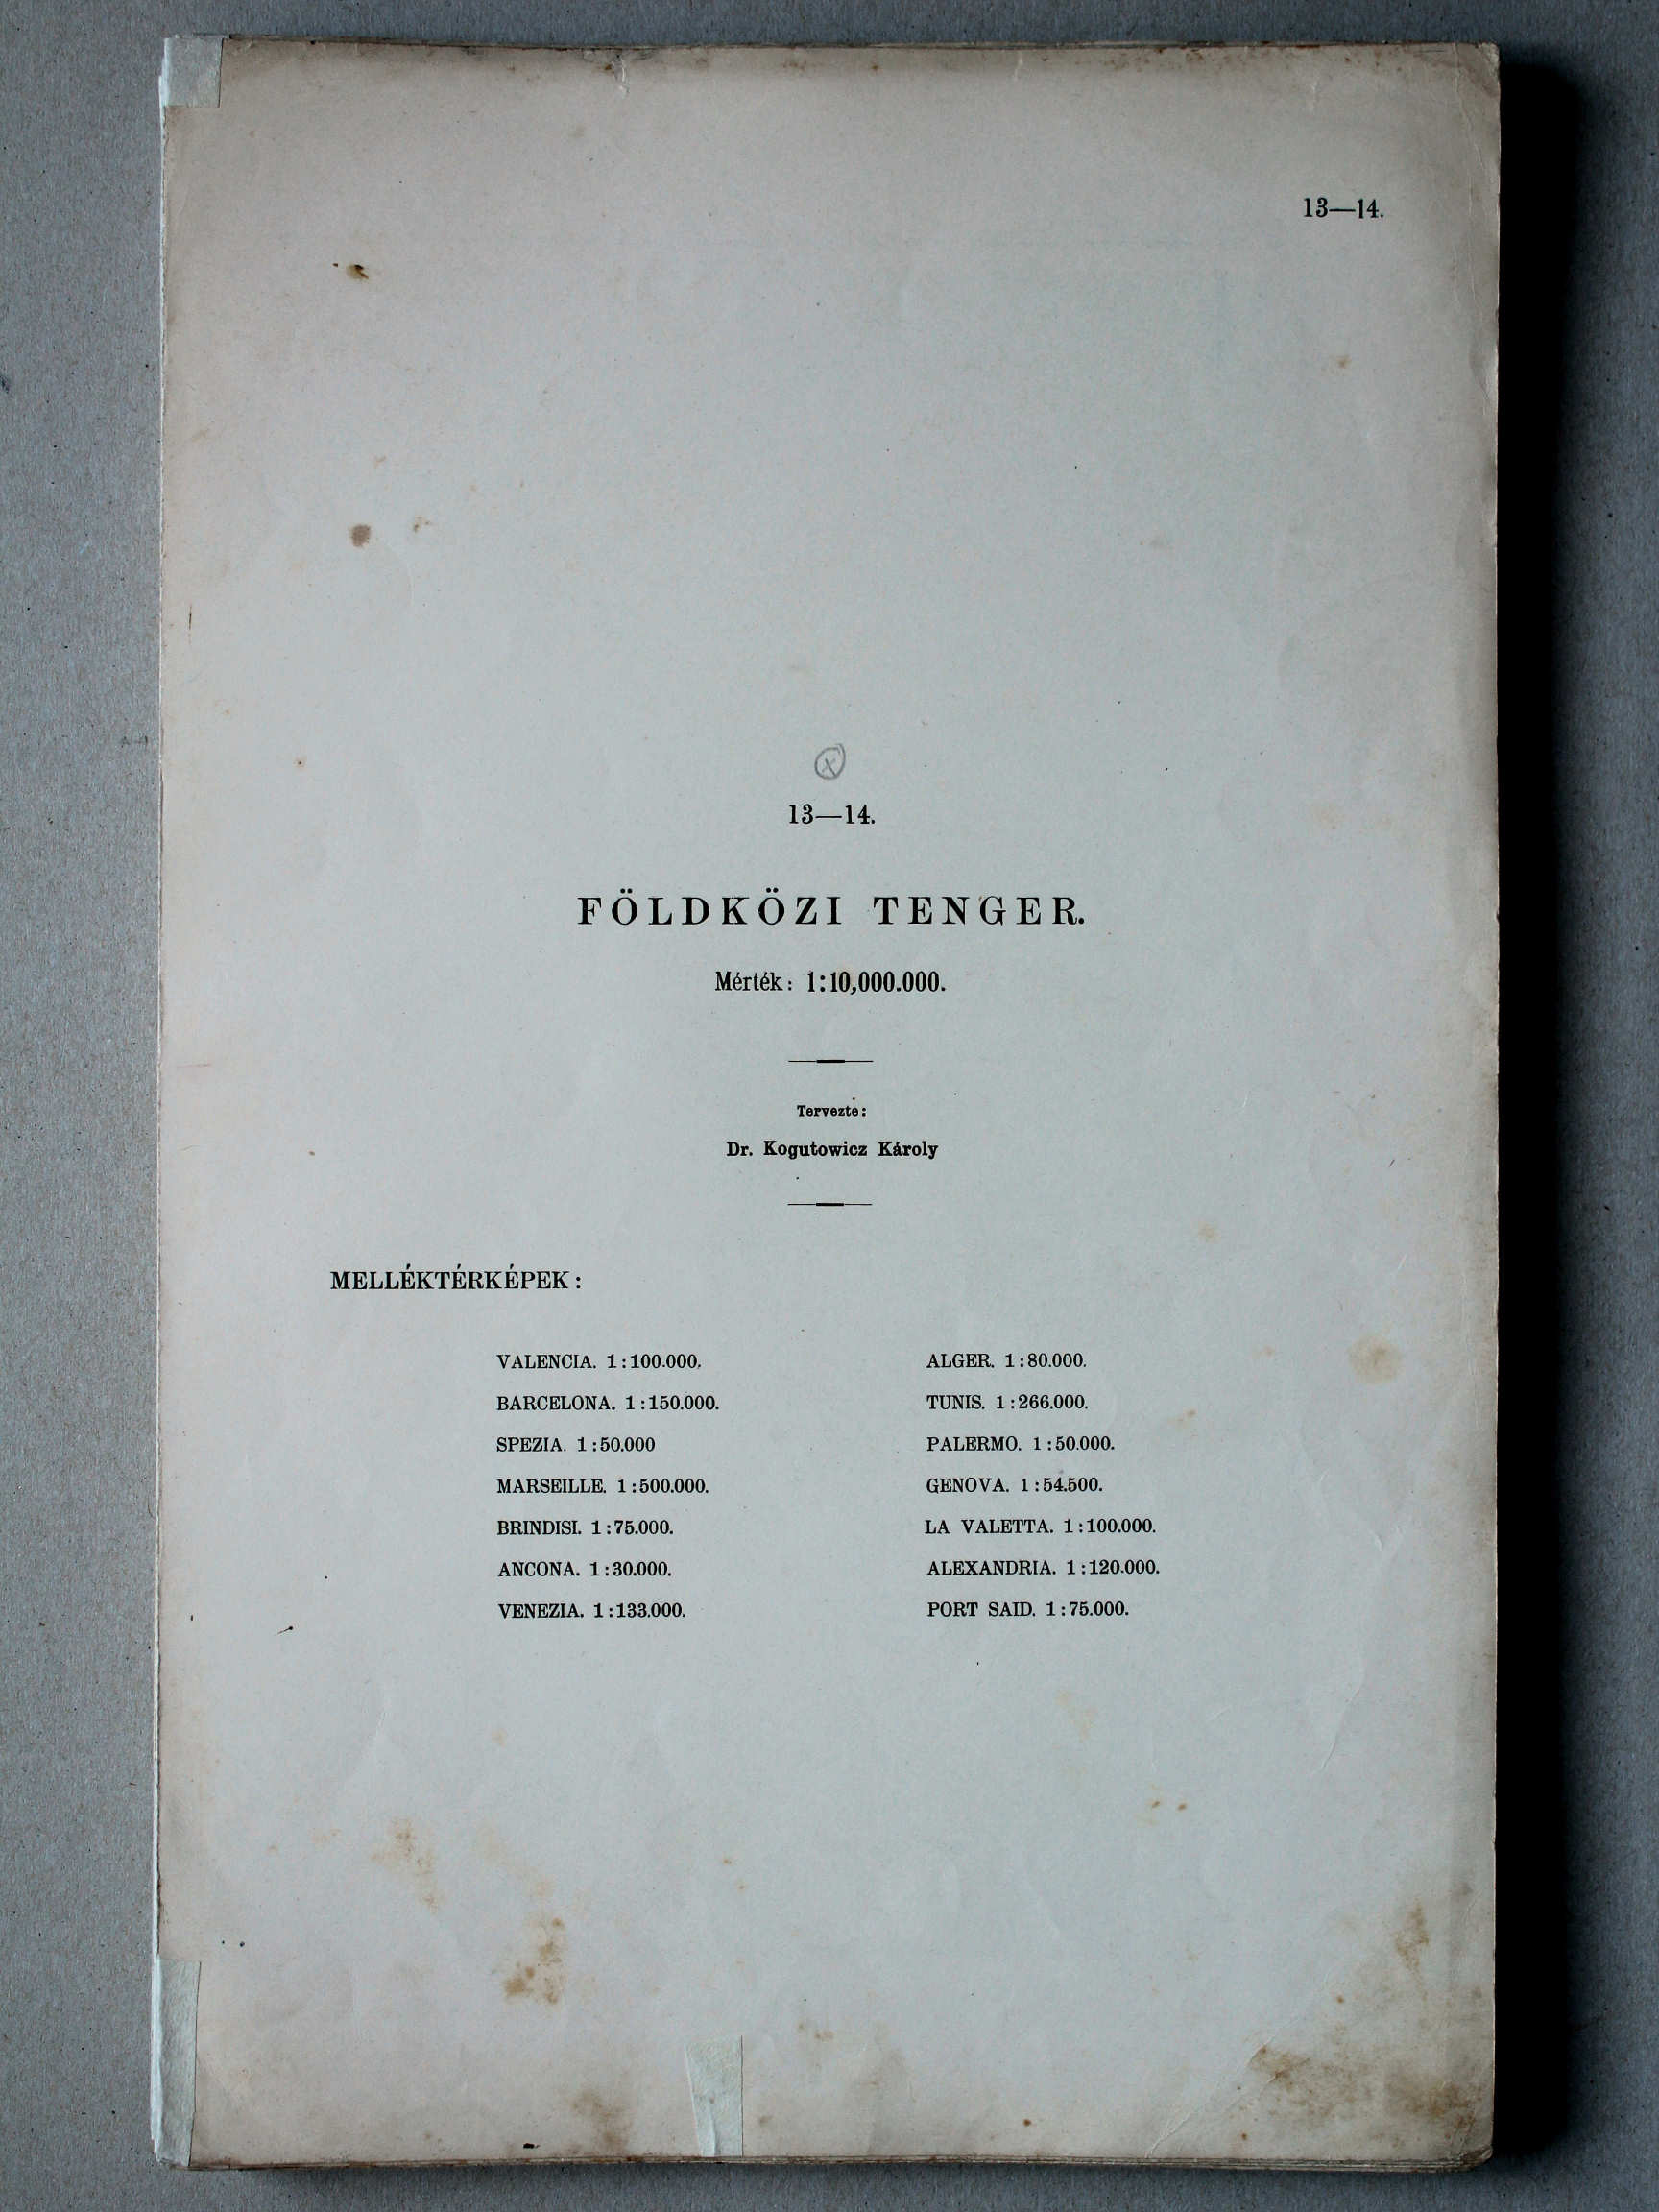 13—14.
13—14.
FÖLDKÖZI TENGER.
Mérték: 1:10,000.000.
Tervezte:
Dr. Kogutowicz Károly
MELLÉKTÉRKÉPEK:
VALENCIA. 1:100.000.
BARCELONA. 1:150.000.
SPEZIA. 1:50.000
MARSEILLE. 1:500.000.
BRINDISI. 1:75.000.
ANCONA. 1:30.000.
VENEZIA. 1:133.000.
ALGER. 1:80.000.
TUNIS. 1:266.000.
PALERMO. 1:50.000.
GENOVA. 1:54.500.
LA VALETTA. 1:100.000.
ALEXANDRIA. 1:120.000.
PORT SAID. 1:75.000.